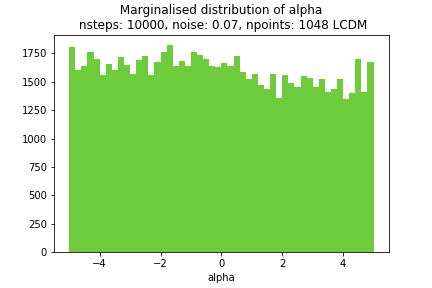 Marginalised distribution of alpha
nsteps: 10000, noise: 0.07, npoints: 1048 LCDM
1750
1500
1250
1000
750
500
250
0
−4 −2 0 2 4
alpha